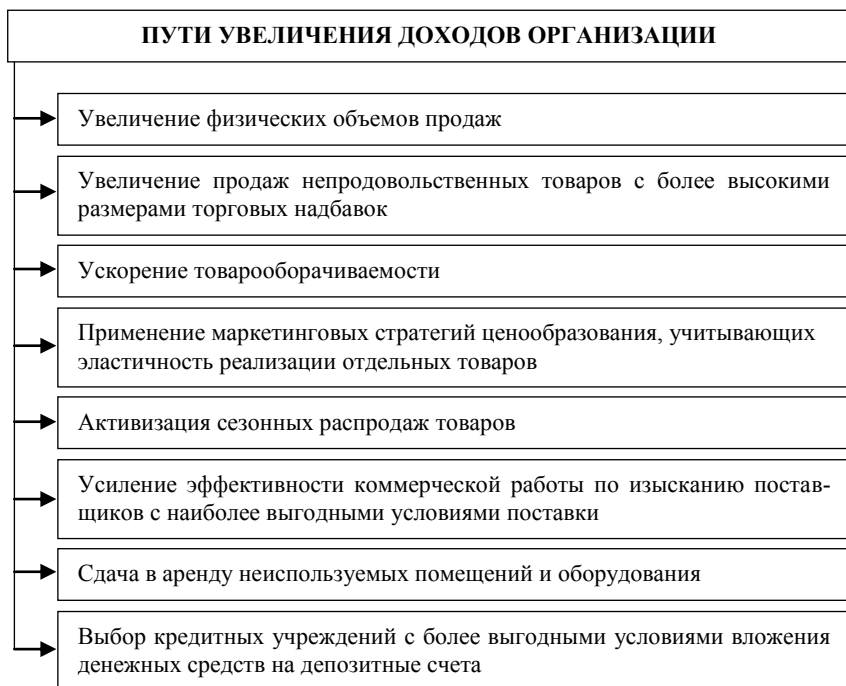 ПУТИ УВЕЛИЧЕНИЯ ДОХОДОВ ОРГАНИЗАЦИИ
Увеличение физических объемов продаж
Увеличение продаж непродовольственных товаров с более высокими
размерами торговых надбавок
Ускорение товарооборачиваемости
Применение маркетинговых стратегий ценообразования, учитывающих
эластичность реализации отдельных товаров
Активизация сезонных распродаж товаров
Усиление эффективности коммерческой работы по изысканию постав-
щиков с наиболее выгодными условиями поставки
Сдача в аренду неиспользуемых помещений и оборудования
Выбор кредитных учреждений с более выгодными условиями вложения
денежных средств на депозитные счета